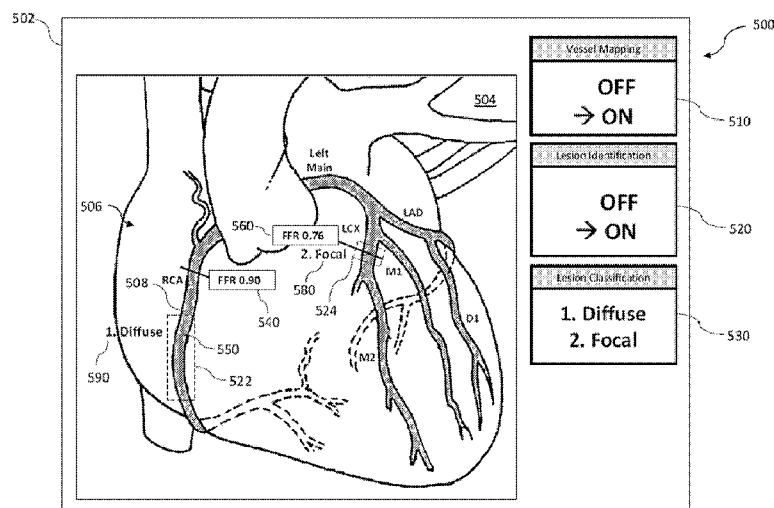 502
500
Vessel Mapping
OFF
→ ON
510
504
Left
Main
Lesion Identification
OFF
→ ON
520
506
560
FFR 0.76
LCX
LAD
2. Focal
M1
RCA
FFR 0.90
580
524
508
540
Lesion Classification
1. Diffuse
2. Focal
530
1. Diffuse
550
D1
590
522
M2